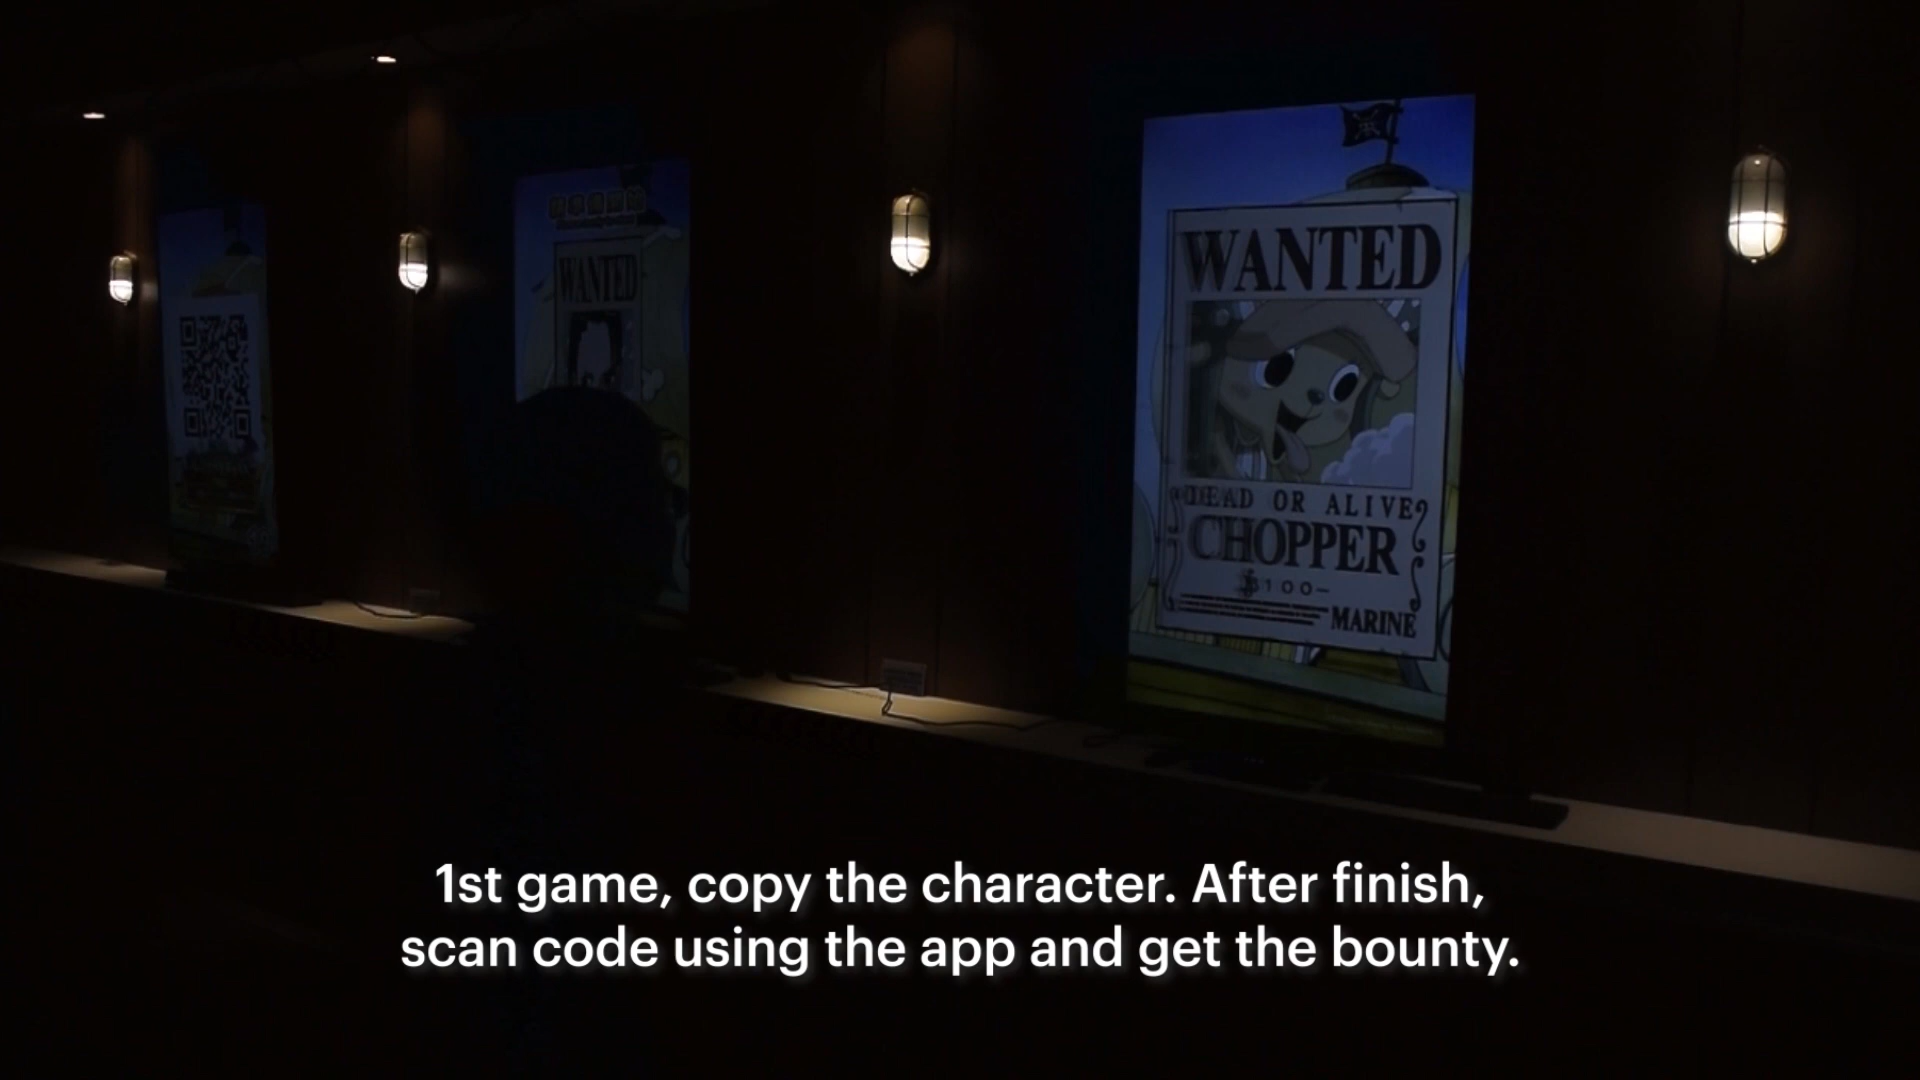 WANTED
WANTED
DEAD OR ALIVE
CHOPPER
฿100-
MARINE
1st game, copy the character. After finish,
scan code using the app and get the bounty.